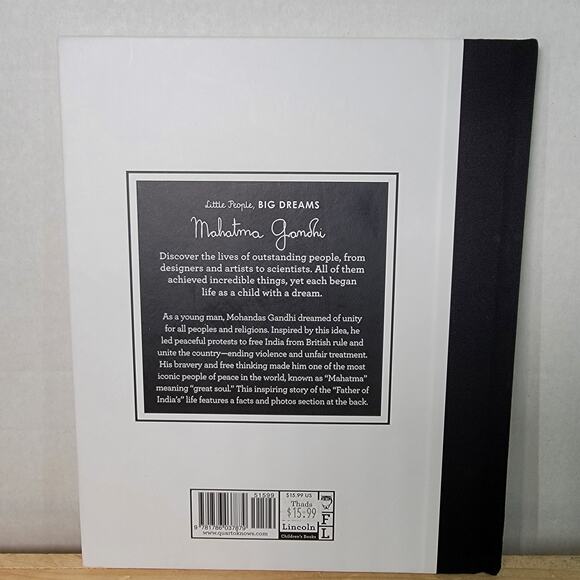 Little People, BIG DREAMS
Mahatma Gandhi
Discover the lives of outstanding people, from
designers and artists to scientists. All of them
achieved incredible things, yet each began
life as a child with a dream.
As a young man, Mohandas Gandhi dreamed of unity
for all peoples and religions. Inspired by this idea, he
led peaceful protests to free India from British rule and
unite the country—ending violence and unfair treatment.
His bravery and free thinking made him one of the most
iconic people of peace in the world, known as “Mahatma”
meaning “great soul.” This inspiring story of the “Father of
India’s” life features a facts and photos section at the back.
51599
9 781786 037879
www.quartoknows.com
$15.99 US
Thads
$15.99
Lincoln
Children's Books
F
L